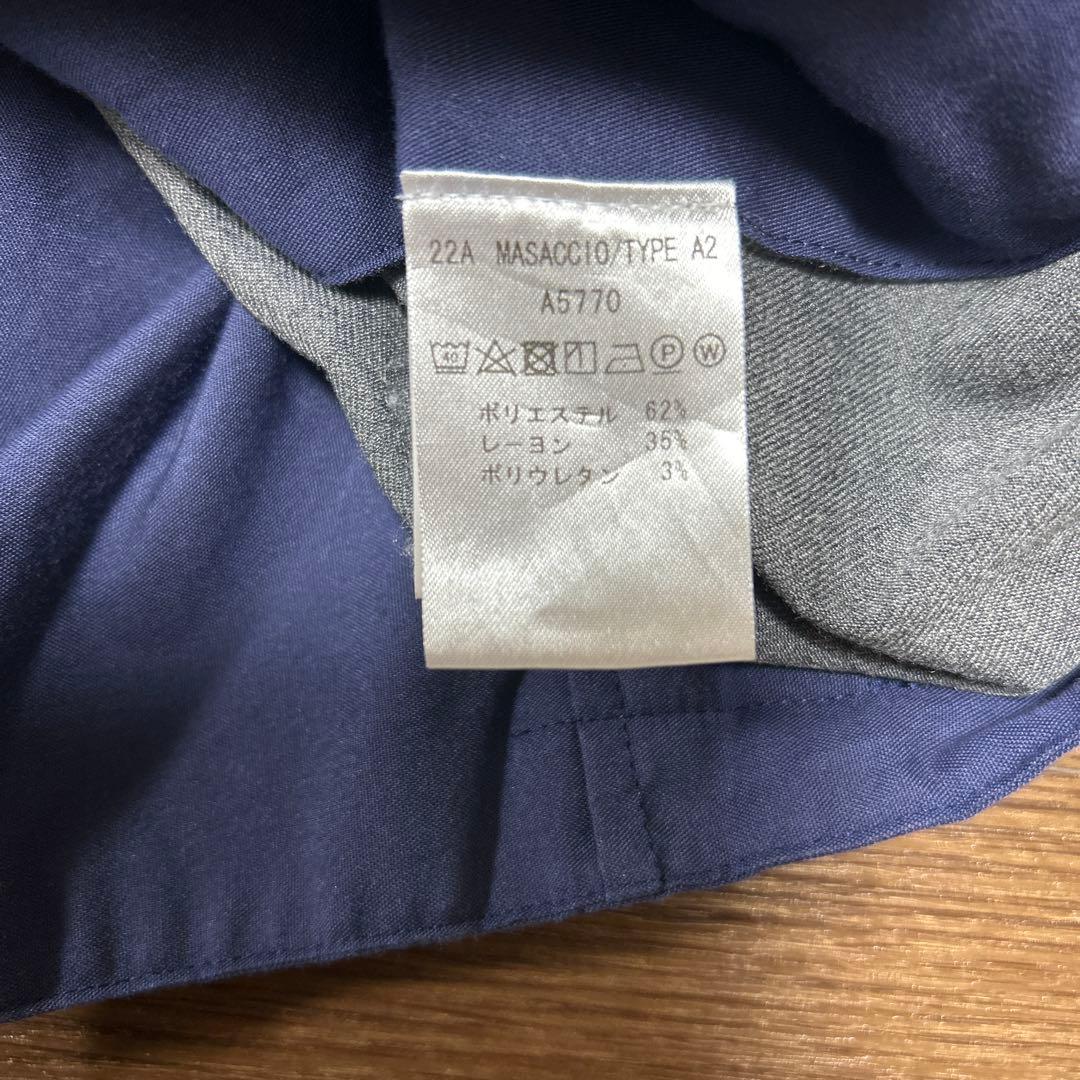 22A MASACCIO/TYPE A2
A5770
40 P W
ポリエステル 62%
レーヨン 35%
ポリウレタン 3%